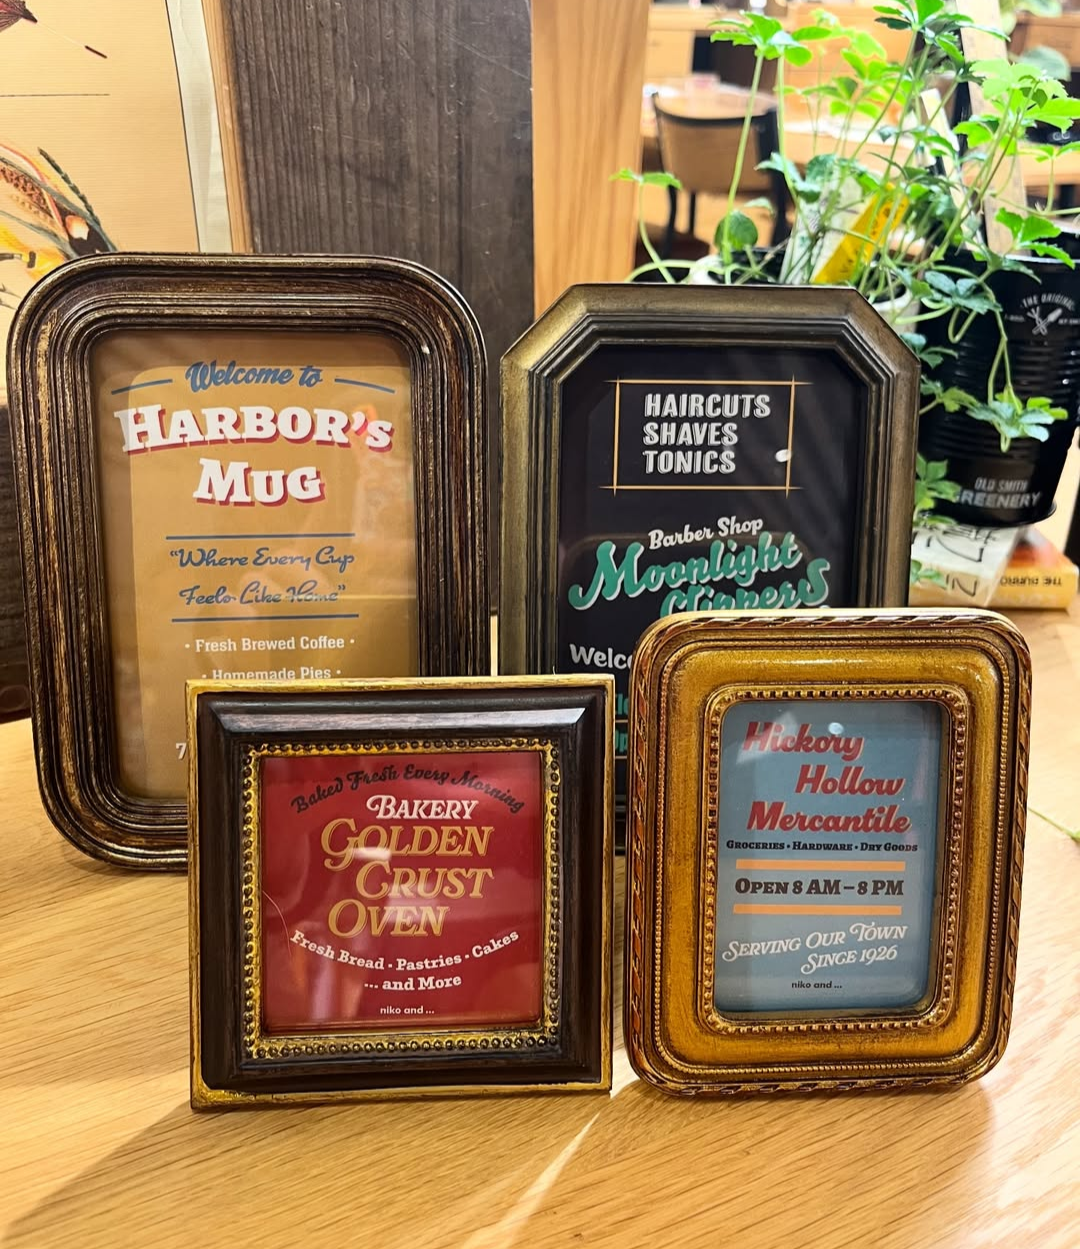 Welcome to
HARBOR'S
MUG
"Where Every Cup
Feels Like Home"
• Fresh Brewed Coffee •
• Homemade Pies •
7
HAIRCUTS
SHAVES
TONICS
Barber Shop
Moonlight
Clippers
Baked Fresh Every Morning
BAKERY
GOLDEN
CRUST
OVEN
Fresh Bread • Pastries • Cakes
... and More
niko and ...
Hickory
Hollow
Mercantile
GROCERIES • HARDWARE • DRY GOODS
OPEN 8 AM – 8 PM
SERVING OUR TOWN
SINCE 1926
niko and ...
THE ORIGINAL
OLD SMITH
GREENERY